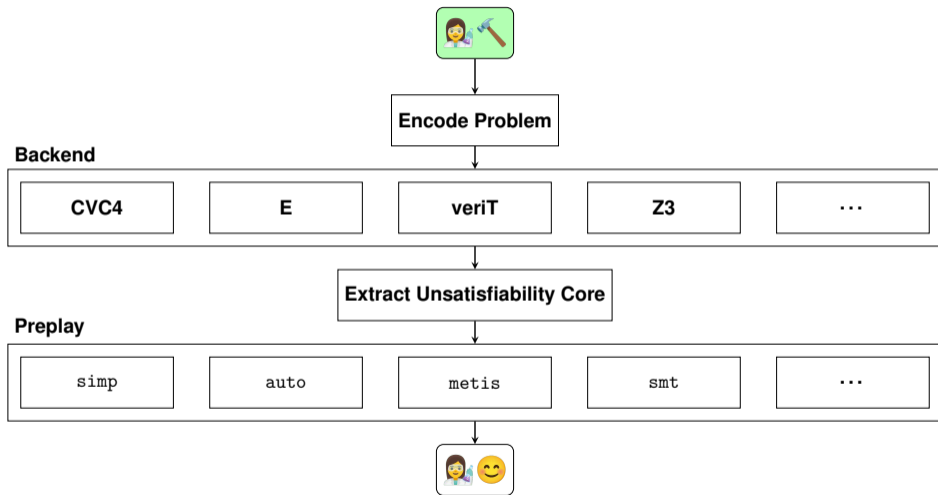 Encode Problem
Backend
CVC4 E veriT Z3 ...
Extract Unsatisfiability Core
Preplay
simp auto metis smt ...